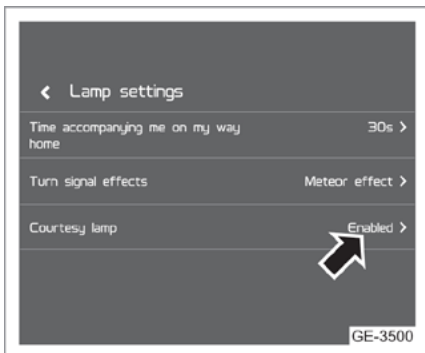 Lamp settings
Time accompanying me on my way
30s
home
Turn signal effects
Meteor effect
Courtesy lamp
Enabled
GE-3500